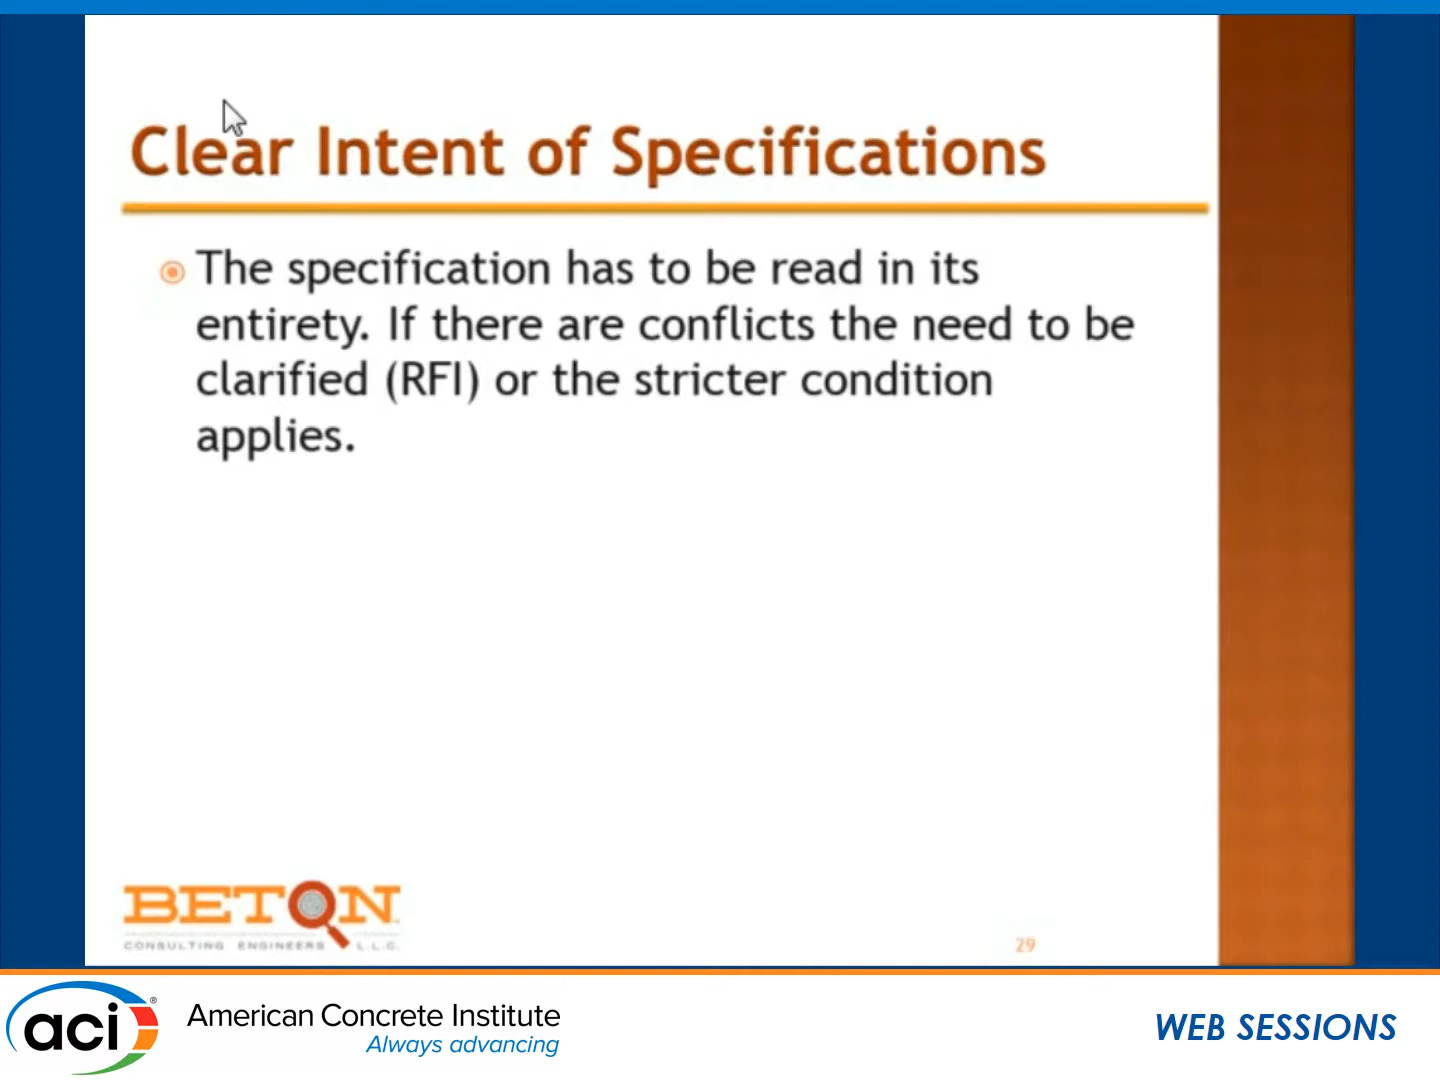 Clear Intent of Specifications
The specification has to be read in its
entirety. If there are conflicts the need to be
clarified (RFI) or the stricter condition
applies.
BETON
CONSULTING ENGINEERS L.L.C.
29
aci®
American Concrete Institute
Always advancing
WEB SESSIONS